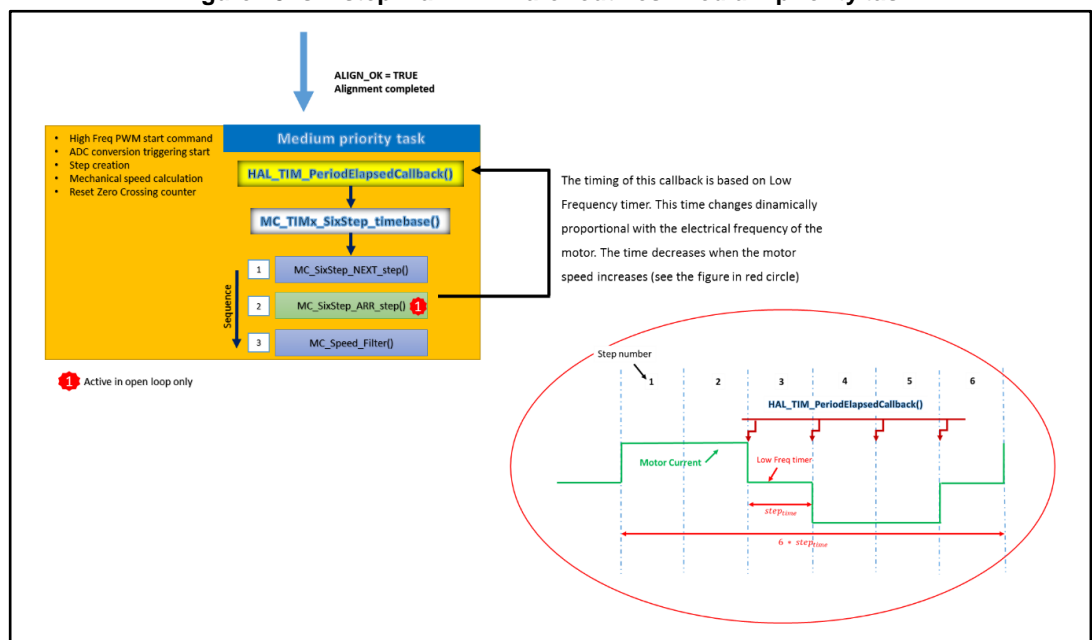 ALIGN_OK = TRUE
Alignment completed
• High Freq PWM start command
• ADC conversion triggering start
• Step creation
• Mechanical speed calculation
• Reset Zero Crossing counter
Medium priority task
HAL_TIM_PeriodElapsedCallback()
MC_TIMx_SixStep_timebase()
Sequence
1 MC_SixStep_NEXT_step()
2 MC_SixStep_ARR_step() 1
3 MC_Speed_Filter()
1 Active in open loop only
The timing of this callback is based on Low
Frequency timer. This time changes dinamically
proportional with the electrical frequency of the
motor. The time decreases when the motor
speed increases (see the figure in red circle)
Step number
1 2 3 4 5 6
HAL_TIM_PeriodElapsedCallback()
Motor Current
Low Freq timer
step_time
6 * step_time